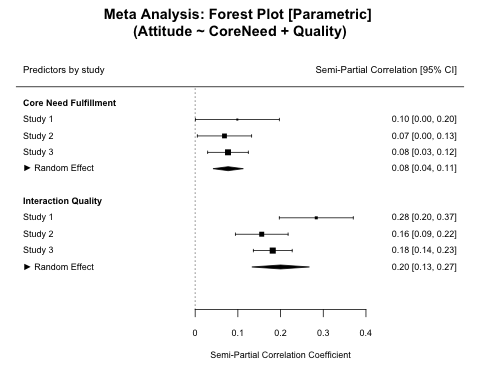 Meta Analysis: Forest Plot [Parametric]
(Attitude ~ CoreNeed + Quality)
Predictors by study Semi-Partial Correlation [95% CI]
Core Need Fulfillment
Study 1 0.10 [0.00, 0.20]
Study 2 0.07 [0.00, 0.13]
Study 3 0.08 [0.03, 0.12]
► Random Effect 0.08 [0.04, 0.11]
Interaction Quality
Study 1 0.28 [0.20, 0.37]
Study 2 0.16 [0.09, 0.22]
Study 3 0.18 [0.14, 0.23]
► Random Effect 0.20 [0.13, 0.27]
0 0.1 0.2 0.3 0.4
Semi-Partial Correlation Coefficient